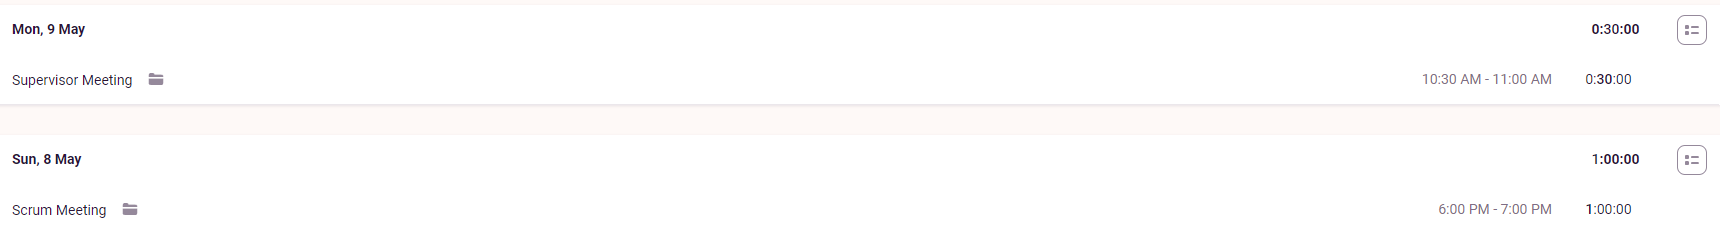 Mon, 9 May 0:30:00
Supervisor Meeting 10:30 AM - 11:00 AM 0:30:00
Sun, 8 May 1:00:00
Scrum Meeting 6:00 PM - 7:00 PM 1:00:00